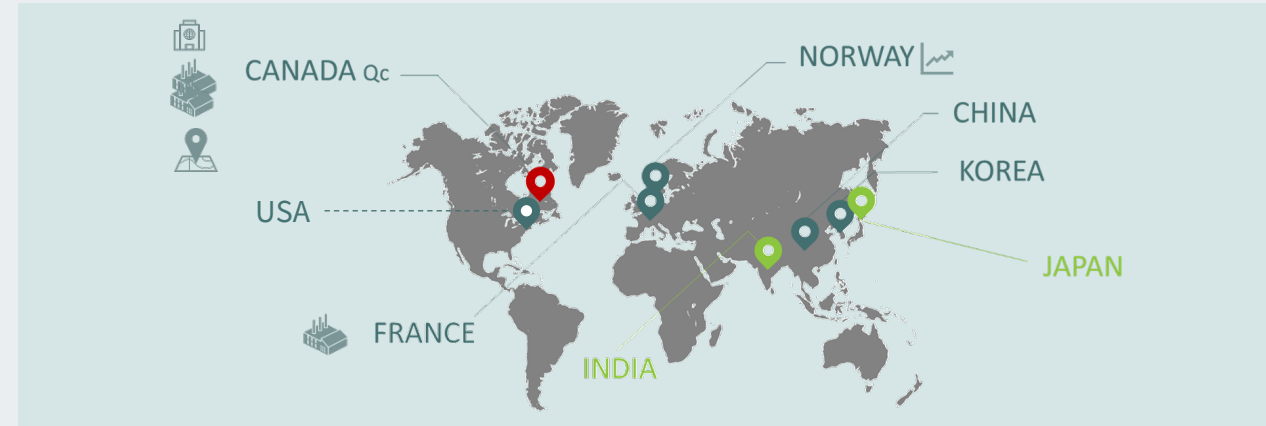 NORWAY
CANADA Qc
CHINA
KOREA
USA
JAPAN
FRANCE
INDIA